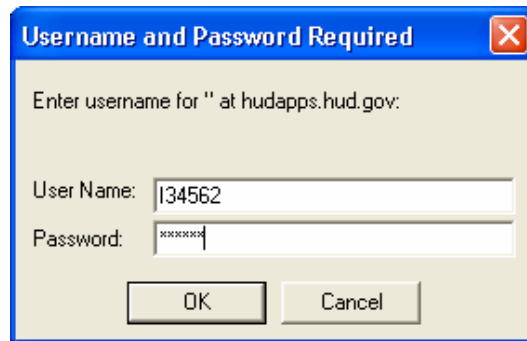 Username and Password Required
Enter username for '' at hudapps.hud.gov:
User Name: I34562
Password: ******
OK Cancel